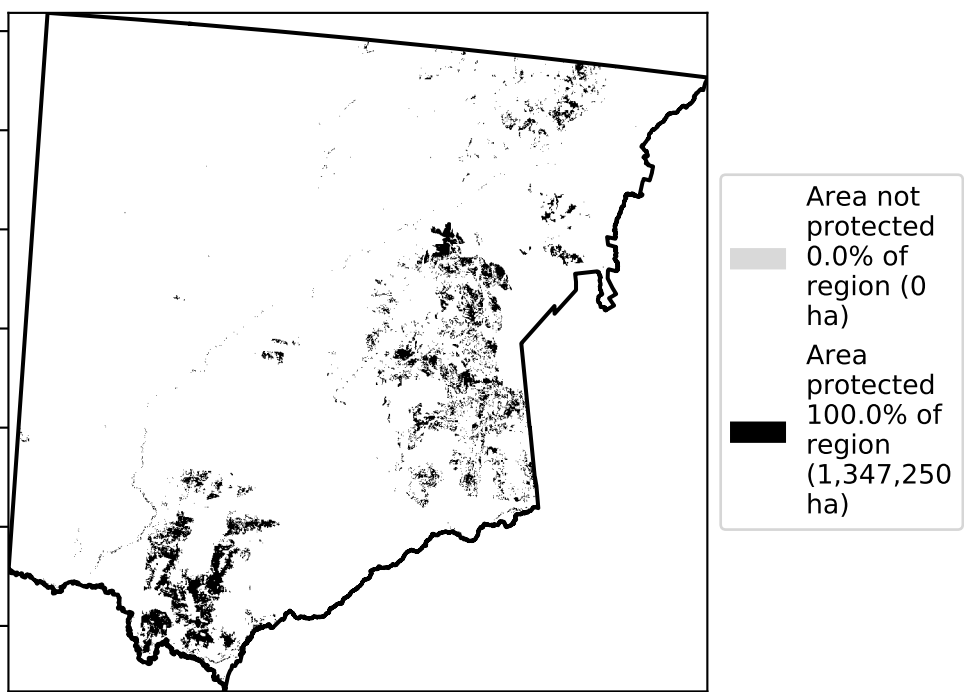 Area not
protected
0.0% of
region (0
ha)
Area
protected
100.0% of
region
(1,347,250
ha)